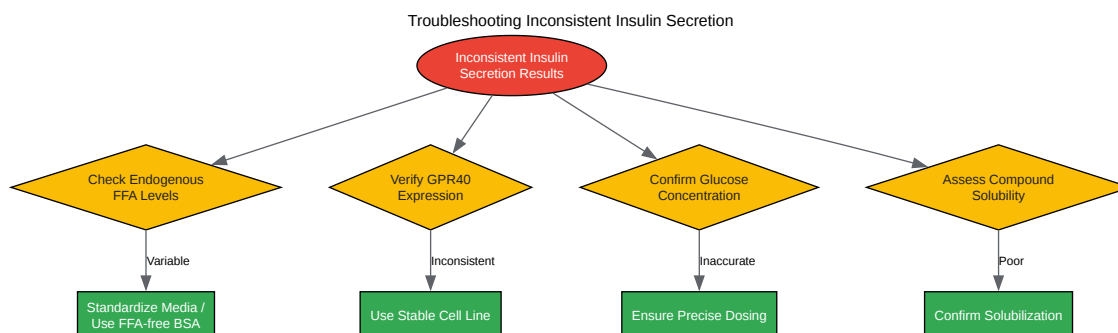 Troubleshooting Inconsistent Insulin Secretion
Inconsistent Insulin
Secretion Results
Check Endogenous
FFA Levels
Verify GPR40
Expression
Confirm Glucose
Concentration
Assess Compound
Solubility
Variable
Inconsistent
Inaccurate
Poor
Standardize Media /
Use FFA-free BSA
Use Stable Cell Line
Ensure Precise Dosing
Confirm Solubilization